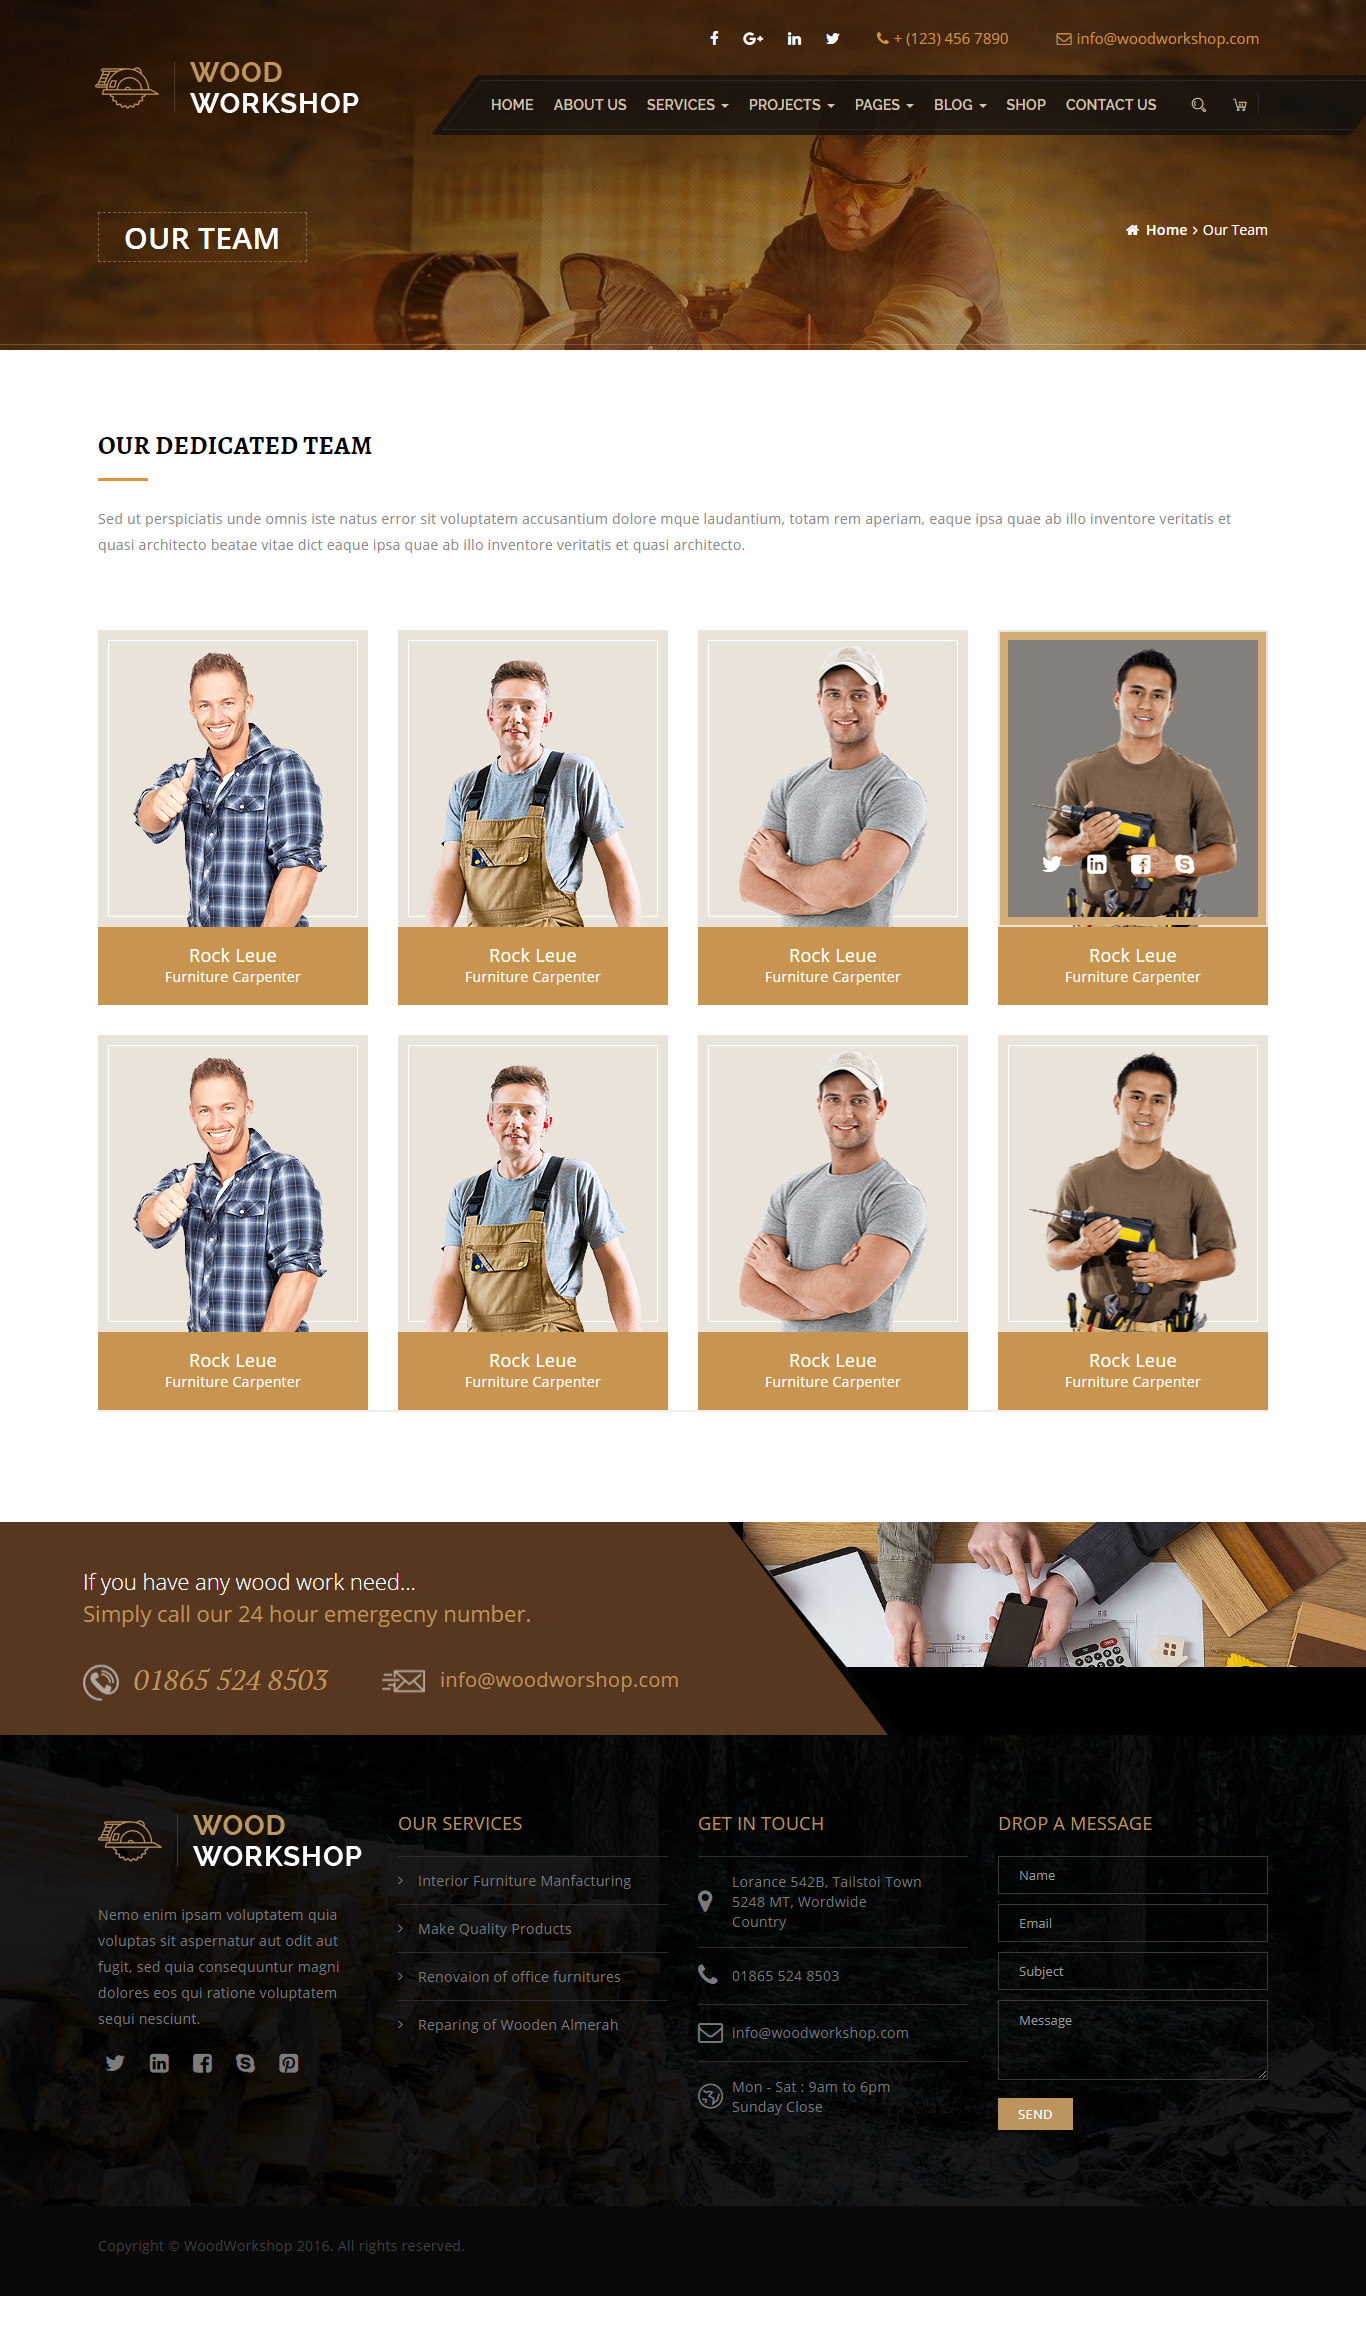 + (123) 456 7890
info@woodworkshop.com
WOOD
WORKSHOP
HOME ABOUT US SERVICES PROJECTS PAGES BLOG SHOP CONTACT US
OUR TEAM
Home > Our Team
OUR DEDICATED TEAM
Sed ut perspiciatis unde omnis iste natus error sit voluptatem accusantium dolore mque laudantium, totam rem aperiam, eaque ipsa quae ab illo inventore veritatis et
quasi architecto beatae vitae dict eaque ipsa quae ab illo inventore veritatis et quasi architecto.
Rock Leue
Furniture Carpenter
Rock Leue
Furniture Carpenter
Rock Leue
Furniture Carpenter
Rock Leue
Furniture Carpenter
Rock Leue
Furniture Carpenter
Rock Leue
Furniture Carpenter
Rock Leue
Furniture Carpenter
Rock Leue
Furniture Carpenter
If you have any wood work need...
Simply call our 24 hour emergecny number.
01865 524 8503
info@woodworshop.com
WOOD
WORKSHOP
Nemo enim ipsam voluptatem quia
voluptas sit aspernatur aut odit aut
fugit, sed quia consequuntur magni
dolores eos qui ratione voluptatem
sequi nesciunt.
OUR SERVICES
Interior Furniture Manfacturing
Make Quality Products
Renovaion of office furnitures
Reparing of Wooden Almerah
GET IN TOUCH
Lorance 542B, Tailstoi Town
5248 MT, Wordwide
Country
01865 524 8503
info@woodworkshop.com
Mon - Sat : 9am to 6pm
Sunday Close
DROP A MESSAGE
Name
Email
Subject
Message
SEND
Copyright © WoodWorkshop 2016. All rights reserved.